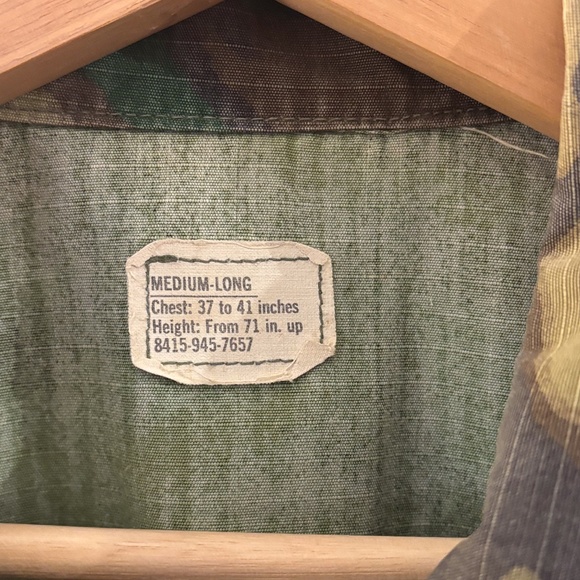 MEDIUM-LONG
Chest: 37 to 41 inches
Height: From 71 in. up
8415-945-7657